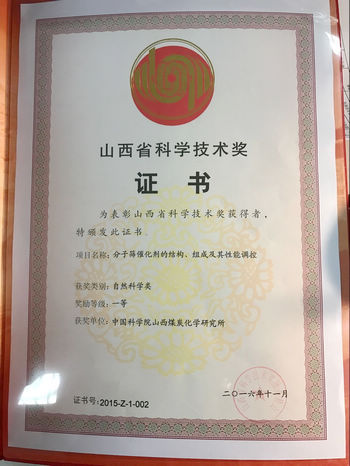 山西省科学技术奖
证书
为表彰山西省科学技术奖获得者，
特颁发此证书。
项目名称：分子筛催化剂的结构、组成及其性能调控
获奖类别：自然科学类
奖励等级：一等
获奖单位：中国科学院山西煤炭化学研究所
证书号：2015-Z-1-002
二〇一六年十一月